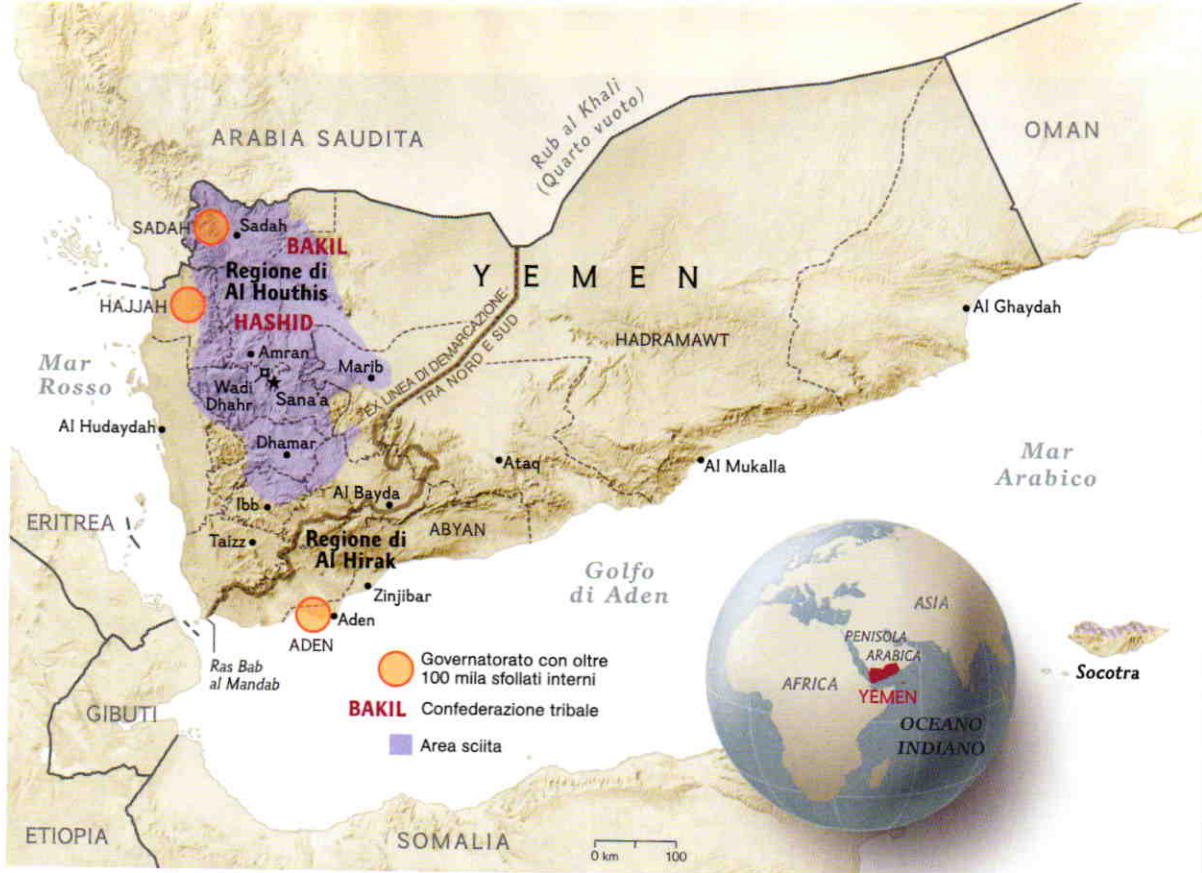 Rub al Khali
(Quarto vuoto)
ARABIA SAUDITA
OMAN
SADAH
Sadah
BAKIL
Regione di
Al Houthis
YEMEN
HAJJAH
HASHID
Al Ghaydah
EX LINEA DI DEMARCAZIONE
TRA NORD E SUD
HADRAMAWT
Mar
Rosso
Amran
Marib
Wadi
Dhahr
Sana'a
Al Hudaydah
Dhamar
Ataq
Al Mukalla
Mar
Arabico
Al Bayda
Ibb
ERITREA
ABYAN
Taizz
Regione di
Al Hirak
Golfo
di Aden
Zinjibar
Aden
ADEN
ASIA
PENISOLA
ARABICA
AFRICA
YEMEN
OCEANO
INDIANO
Socotra
Ras Bab
al Mandab
Governatorato con oltre
100 mila sfollati interni
BAKIL Confederazione tribale
Area sciita
GIBUTI
ETIOPIA
SOMALIA
0 km 100